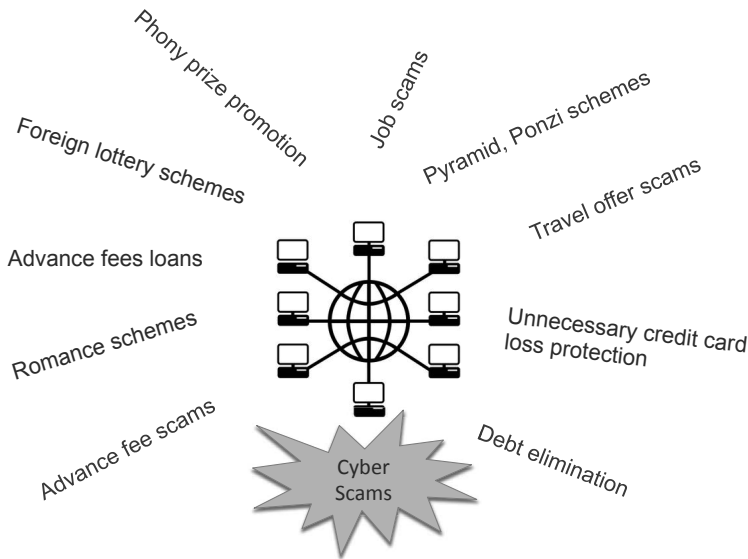 Phony prize promotion
Job scams
Pyramid, Ponzi schemes
Foreign lottery schemes
Travel offer scams
Advance fees loans
Unnecessary credit card
loss protection
Romance schemes
Advance fee scams
Debt elimination
Cyber
Scams